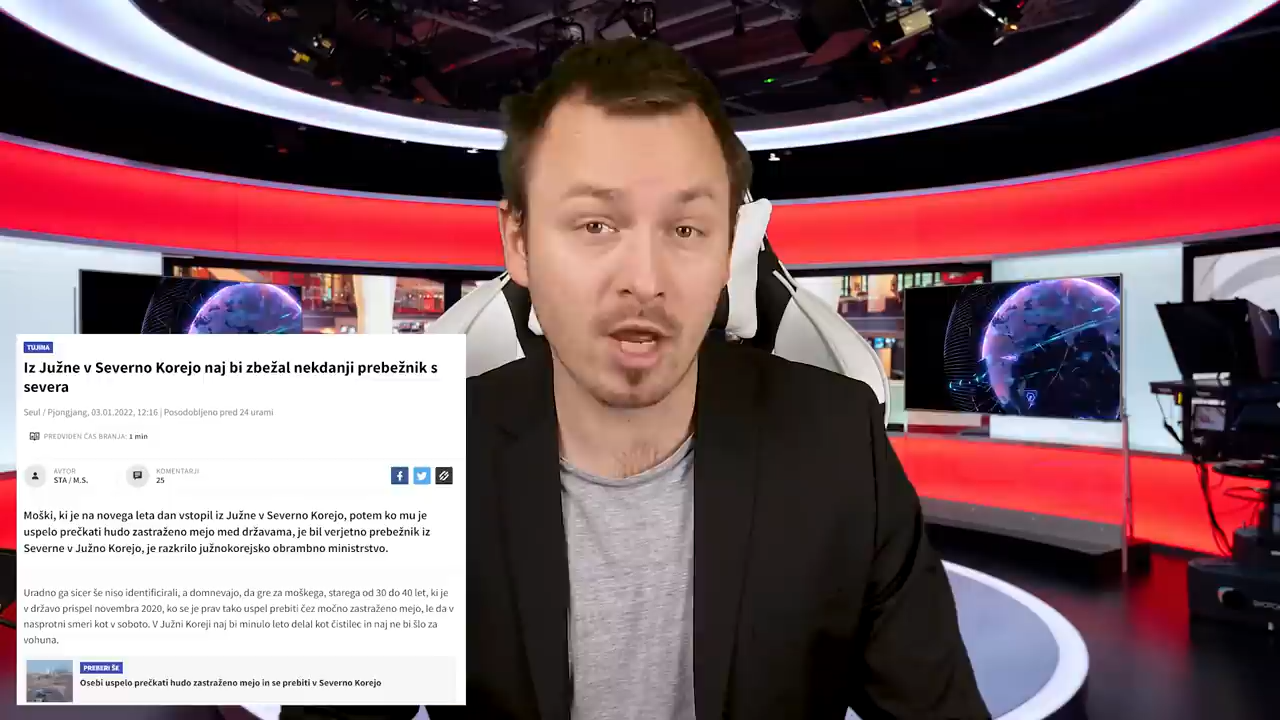 TUJINA
Iz Južne v Severno Korejo naj bi zbežal nekdanji prebežnik s
severa
Seul / Pjongjang, 03.01.2022, 12:16 | Posodobljeno pred 24 urami
PREDVIDEN ČAS BRANJA: 1 min
AVTOR
STA / M.S.
KOMENTARJI
25
Moški, ki je na novega leta dan vstopil iz Južne v Severno Korejo, potem ko mu je
uspelo prečkati hudo zastraženo mejo med državama, je bil verjetno prebežnik iz
Severne v Južno Korejo, je razkrilo južnokorejsko obrambno ministrstvo.
Uradno ga sicer še niso identificirali, a domnevajo, da gre za moškega, starega od 30 do 40 let, ki je
v državo prispel novembra 2020, ko se je prav tako uspel prebiti čez močno zastraženo mejo, le da v
nasprotni smeri kot v soboto. V Južni Koreji naj bi minulo leto delal kot čistilec in naj ne bi šlo za
vohuna.
PREBERI ŠE
Osebi uspelo prečkati hudo zastraženo mejo in se prebiti v Severno Korejo